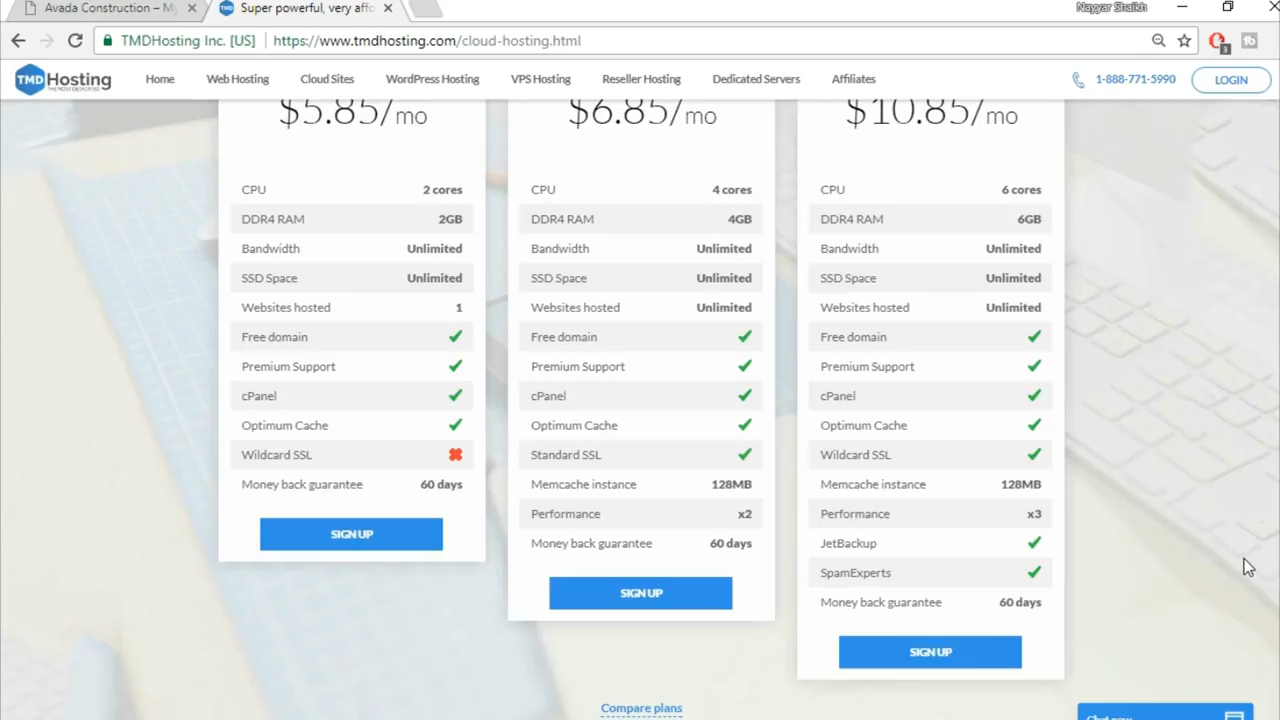 Avada Construction – My
Super powerful, very affo
Nayyar Shaikh
TMDHosting Inc. [US]
https://www.tmdhosting.com/cloud-hosting.html
3
TMDHosting
THE MOST DEDICATED
Home
Web Hosting
Cloud Sites
WordPress Hosting
VPS Hosting
Reseller Hosting
Dedicated Servers
Affiliates
1-888-771-5990
LOGIN
$5.85/mo
CPU 2 cores
DDR4 RAM 2GB
Bandwidth Unlimited
SSD Space Unlimited
Websites hosted 1
Free domain
Premium Support
cPanel
Optimum Cache
Wildcard SSL
Money back guarantee 60 days
SIGN UP
$6.85/mo
CPU 4 cores
DDR4 RAM 4GB
Bandwidth Unlimited
SSD Space Unlimited
Websites hosted Unlimited
Free domain
Premium Support
cPanel
Optimum Cache
Standard SSL
Memcache instance 128MB
Performance x2
Money back guarantee 60 days
SIGN UP
$10.85/mo
CPU 6 cores
DDR4 RAM 6GB
Bandwidth Unlimited
SSD Space Unlimited
Websites hosted Unlimited
Free domain
Premium Support
cPanel
Optimum Cache
Wildcard SSL
Memcache instance 128MB
Performance x3
JetBackup
SpamExperts
Money back guarantee 60 days
SIGN UP
Compare plans
Chat now